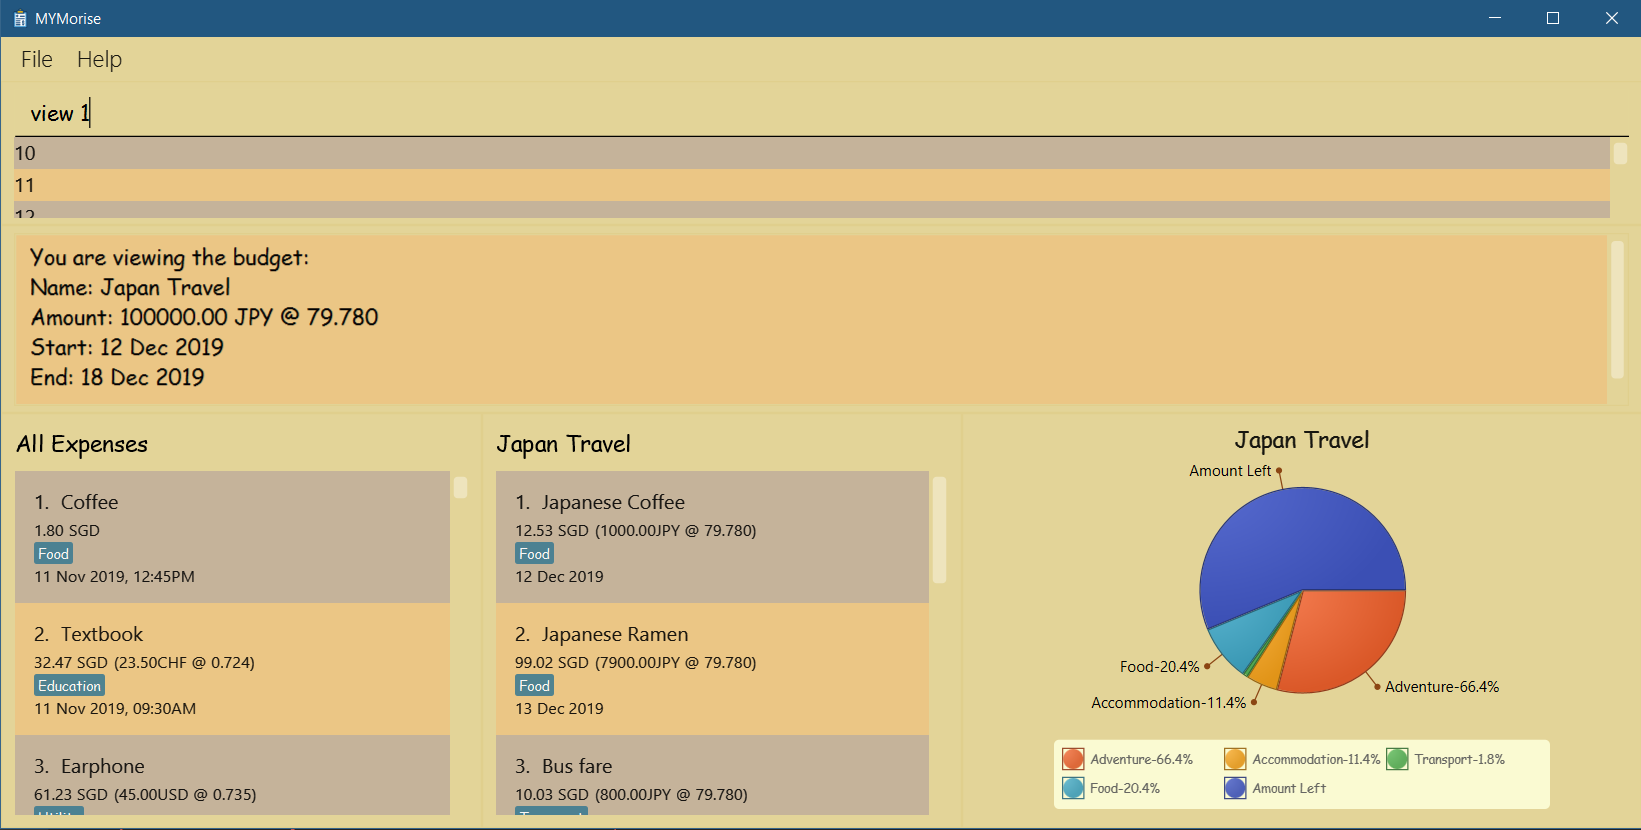 MYMorise
File Help
view 1
10
11
12
You are viewing the budget:
Name: Japan Travel
Amount: 100000.00 JPY @ 79.780
Start: 12 Dec 2019
End: 18 Dec 2019
All Expenses
1. Coffee
1.80 SGD
Food
11 Nov 2019, 12:45PM
2. Textbook
32.47 SGD (23.50CHF @ 0.724)
Education
11 Nov 2019, 09:30AM
3. Earphone
61.23 SGD (45.00USD @ 0.735)
Utility
Japan Travel
1. Japanese Coffee
12.53 SGD (1000.00JPY @ 79.780)
Food
12 Dec 2019
2. Japanese Ramen
99.02 SGD (7900.00JPY @ 79.780)
Food
13 Dec 2019
3. Bus fare
10.03 SGD (800.00JPY @ 79.780)
Transport
Japan Travel
Amount Left
Food-20.4%
Accommodation-11.4%
Adventure-66.4%
Adventure-66.4% Accommodation-11.4% Transport-1.8%
Food-20.4% Amount Left